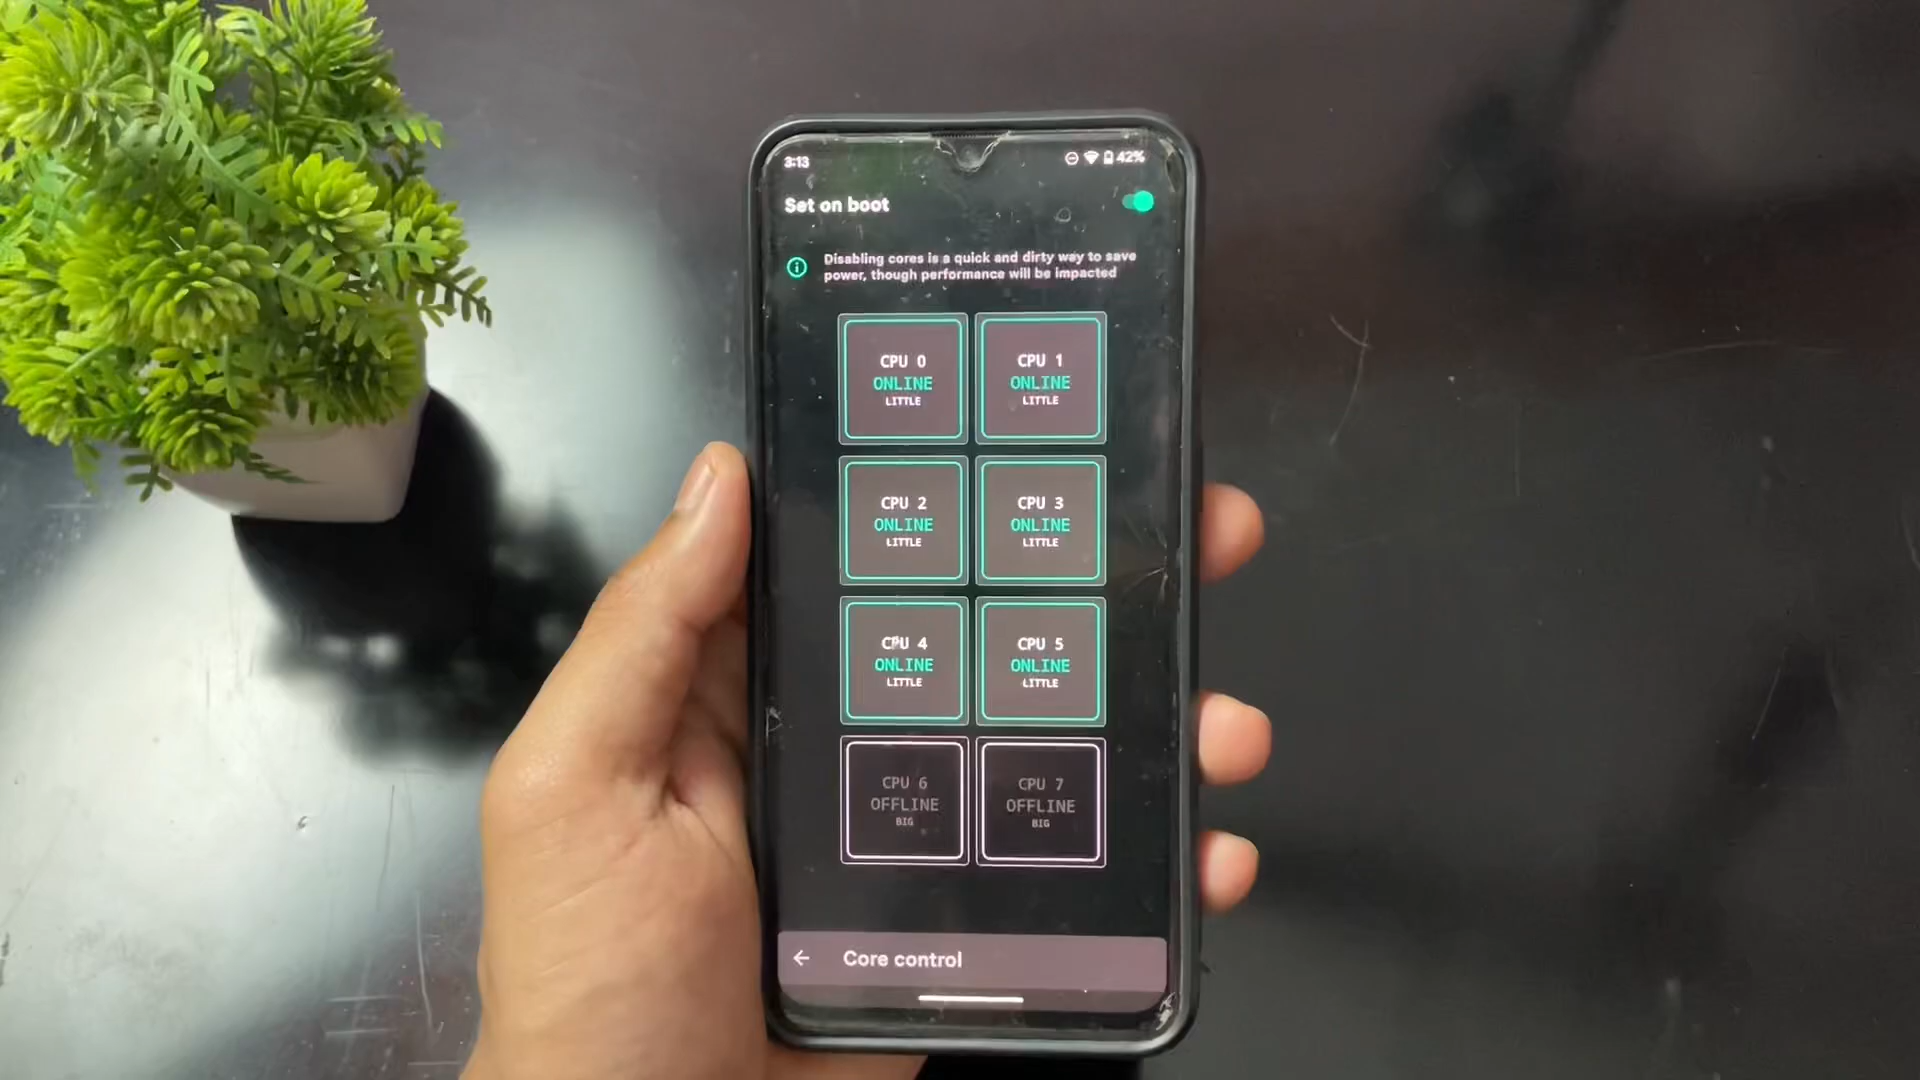 3:13 42%
Set on boot
Disabling cores is a quick and dirty way to save
power, though performance will be impacted
CPU 0 CPU 1
ONLINE ONLINE
LITTLE LITTLE
CPU 2 CPU 3
ONLINE ONLINE
LITTLE LITTLE
CPU 4 CPU 5
ONLINE ONLINE
LITTLE LITTLE
CPU 6 CPU 7
OFFLINE OFFLINE
BIG BIG
Core control